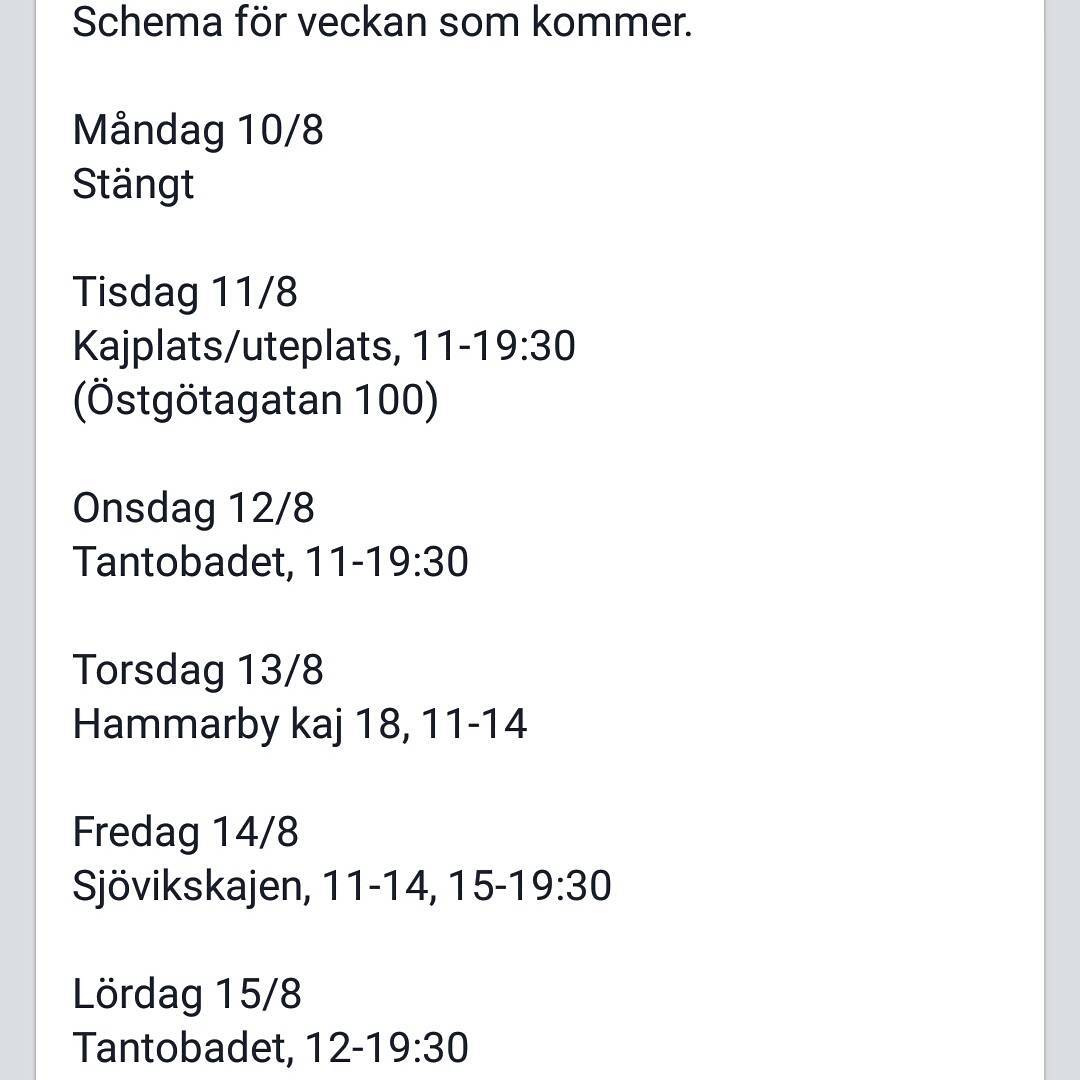 Schema för veckan som kommer.
Måndag 10/8
Stängt
Tisdag 11/8
Kajplats/uteplats, 11-19:30
(Östgötagatan 100)
Onsdag 12/8
Tantobadet, 11-19:30
Torsdag 13/8
Hammarby kaj 18, 11-14
Fredag 14/8
Sjövikskajen, 11-14, 15-19:30
Lördag 15/8
Tantobadet, 12-19:30